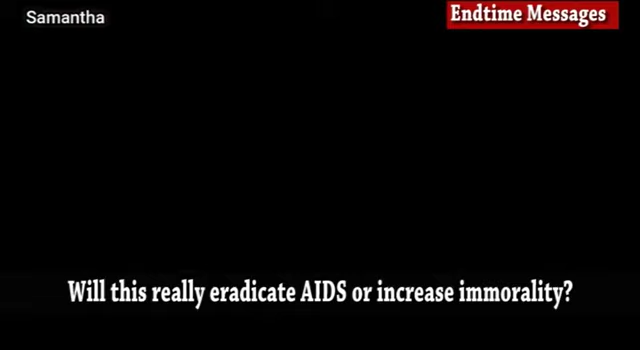 Samantha
Endtime Messages
Will this really eradicate AIDS or increase immorality?